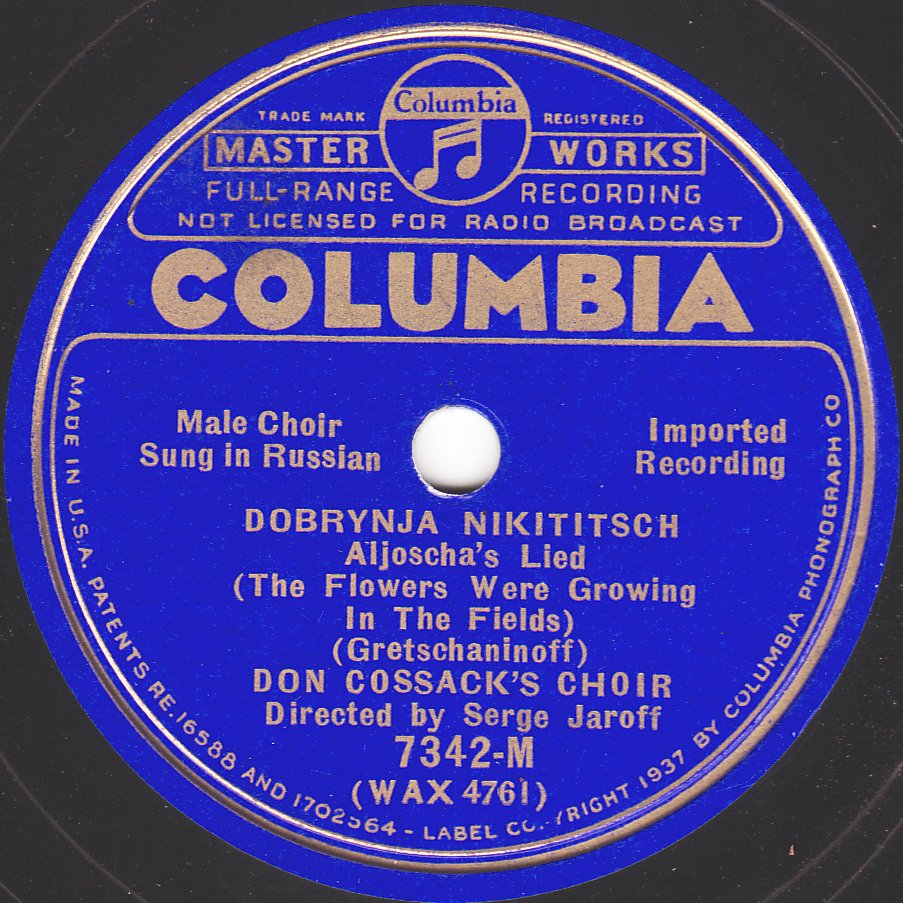 Columbia
TRADE MARK REGISTERED
MASTER WORKS
FULL-RANGE RECORDING
NOT LICENSED FOR RADIO BROADCAST
COLUMBIA
Male Choir
Sung in Russian
Imported
Recording
DOBRYNJA NIKITITSCH
Aljoscha's Lied
(The Flowers Were Growing
In The Fields)
(Gretschaninoff)
DON COSSACK'S CHOIR
Directed by Serge Jaroff
7342-M
(WAX 4761)
MADE IN U.S.A. PATENTS RE.16588 AND 1702564 - LABEL COPYRIGHT 1937 BY COLUMBIA PHONOGRAPH CO